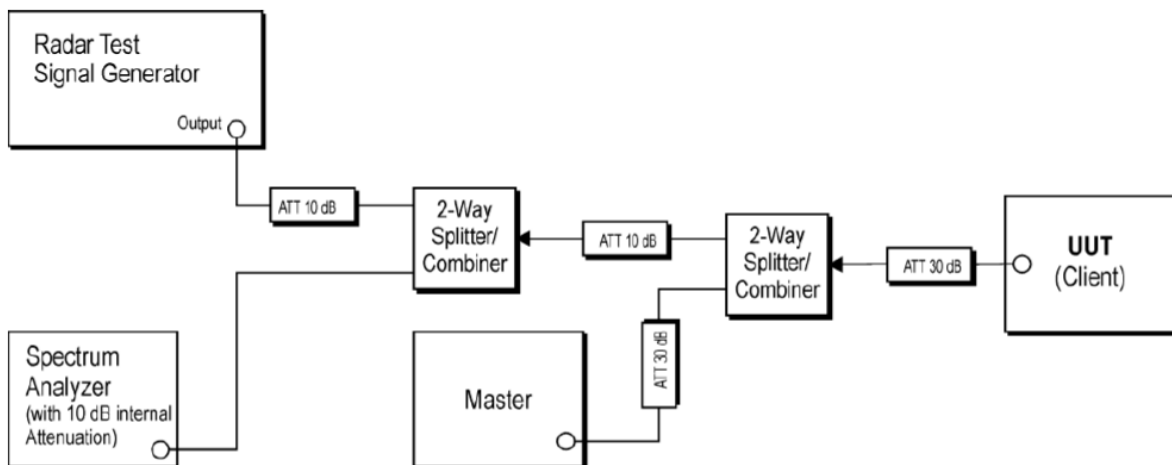 Radar Test
Signal Generator
Output
ATT 10 dB
2-Way
Splitter/
Combiner
ATT 10 dB
2-Way
Splitter/
Combiner
ATT 30 dB
UUT
(Client)
Spectrum
Analyzer
(with 10 dB internal
Attenuation)
Master
ATT 30 dB